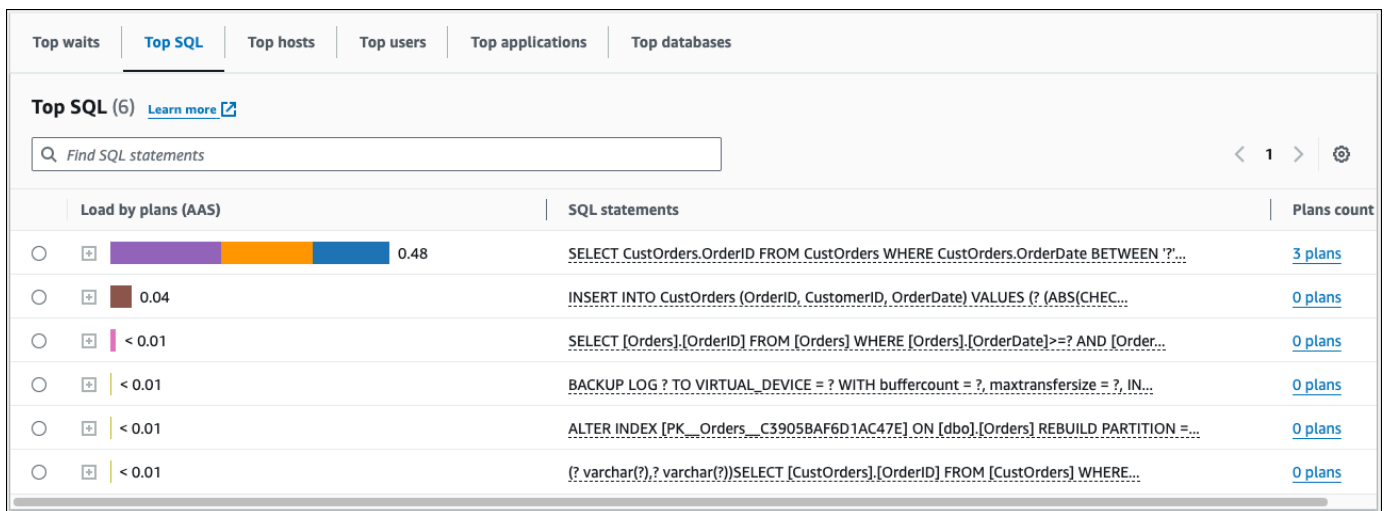 Top waits Top SQL Top hosts Top users Top applications Top databases
Top SQL (6) Learn more
Find SQL statements
1
Load by plans (AAS) SQL statements Plans count
0.48 SELECT CustOrders.OrderID FROM CustOrders WHERE CustOrders.OrderDate BETWEEN '?'... 3 plans
0.04 INSERT INTO CustOrders (OrderID, CustomerID, OrderDate) VALUES (? (ABS(CHEC... 0 plans
< 0.01 SELECT [Orders].[OrderID] FROM [Orders] WHERE [Orders].[OrderDate]>=? AND [Order... 0 plans
< 0.01 BACKUP LOG ? TO VIRTUAL_DEVICE = ? WITH buffercount = ?, maxtransfersize = ?, IN... 0 plans
< 0.01 ALTER INDEX [PK__Orders__C3905BAF6D1AC47E] ON [dbo].[Orders] REBUILD PARTITION =... 0 plans
< 0.01 (? varchar(?),? varchar(?))SELECT [CustOrders].[OrderID] FROM [CustOrders] WHERE... 0 plans